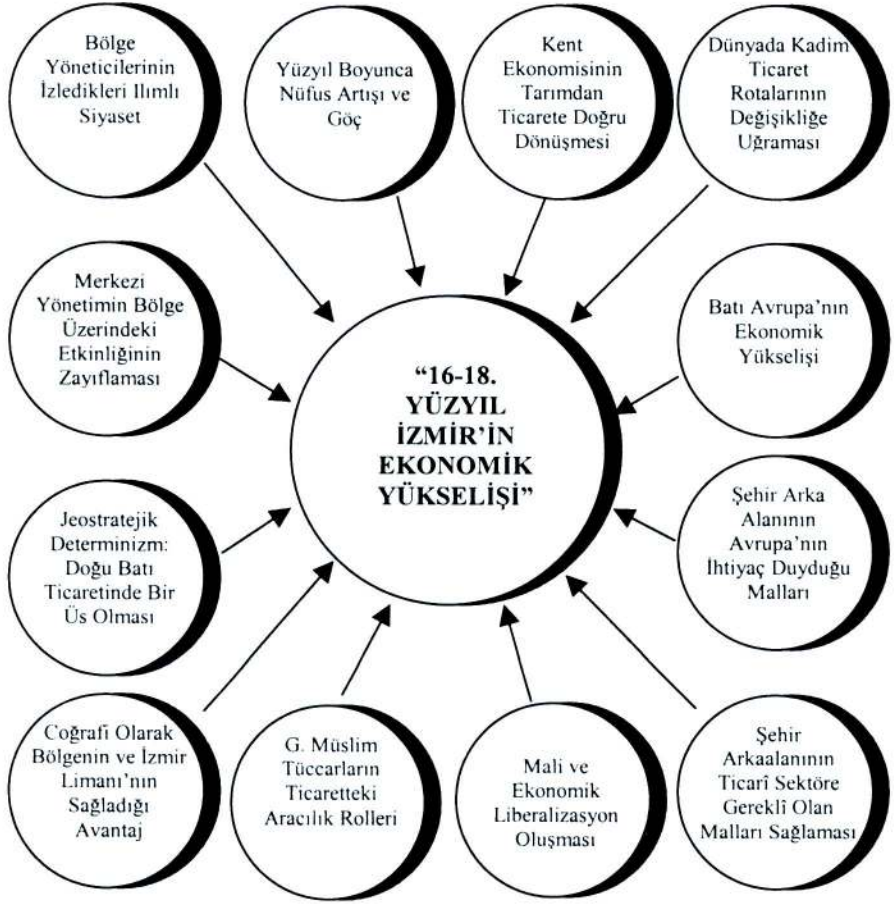 Bölge
Yöneticilerinin
İzledikleri Ilımlı
Siyaset
Yüzyıl Boyunca
Nüfus Artışı ve
Göç
Kent
Ekonomisinin
Tarımdan
Ticarete Doğru
Dönüşmesi
Dünyada Kadim
Ticaret
Rotalarının
Değişikliğe
Uğraması
Merkezi
Yönetimin Bölge
Üzerindeki
Etkinliğinin
Zayıflaması
“16-18.
YÜZYIL
İZMİR’İN
EKONOMİK
YÜKSELİŞİ”
Batı Avrupa’nın
Ekonomik
Yükselişi
Jeostratejik
Determinizm:
Doğu Batı
Ticaretinde Bir
Üs Olması
Şehir Arka
Alanının
Avrupa’nın
İhtiyaç Duyduğu
Malları
Coğrafi Olarak
Bölgenin ve İzmir
Limanı’nın
Sağladığı
Avantaj
G. Müslim
Tüccarların
Ticaretteki
Aracılık Rolleri
Mali ve
Ekonomik
Liberalizasyon
Oluşması
Şehir
Arkaalanının
Ticarî Sektöre
Gereklî Olan
Malları Sağlaması